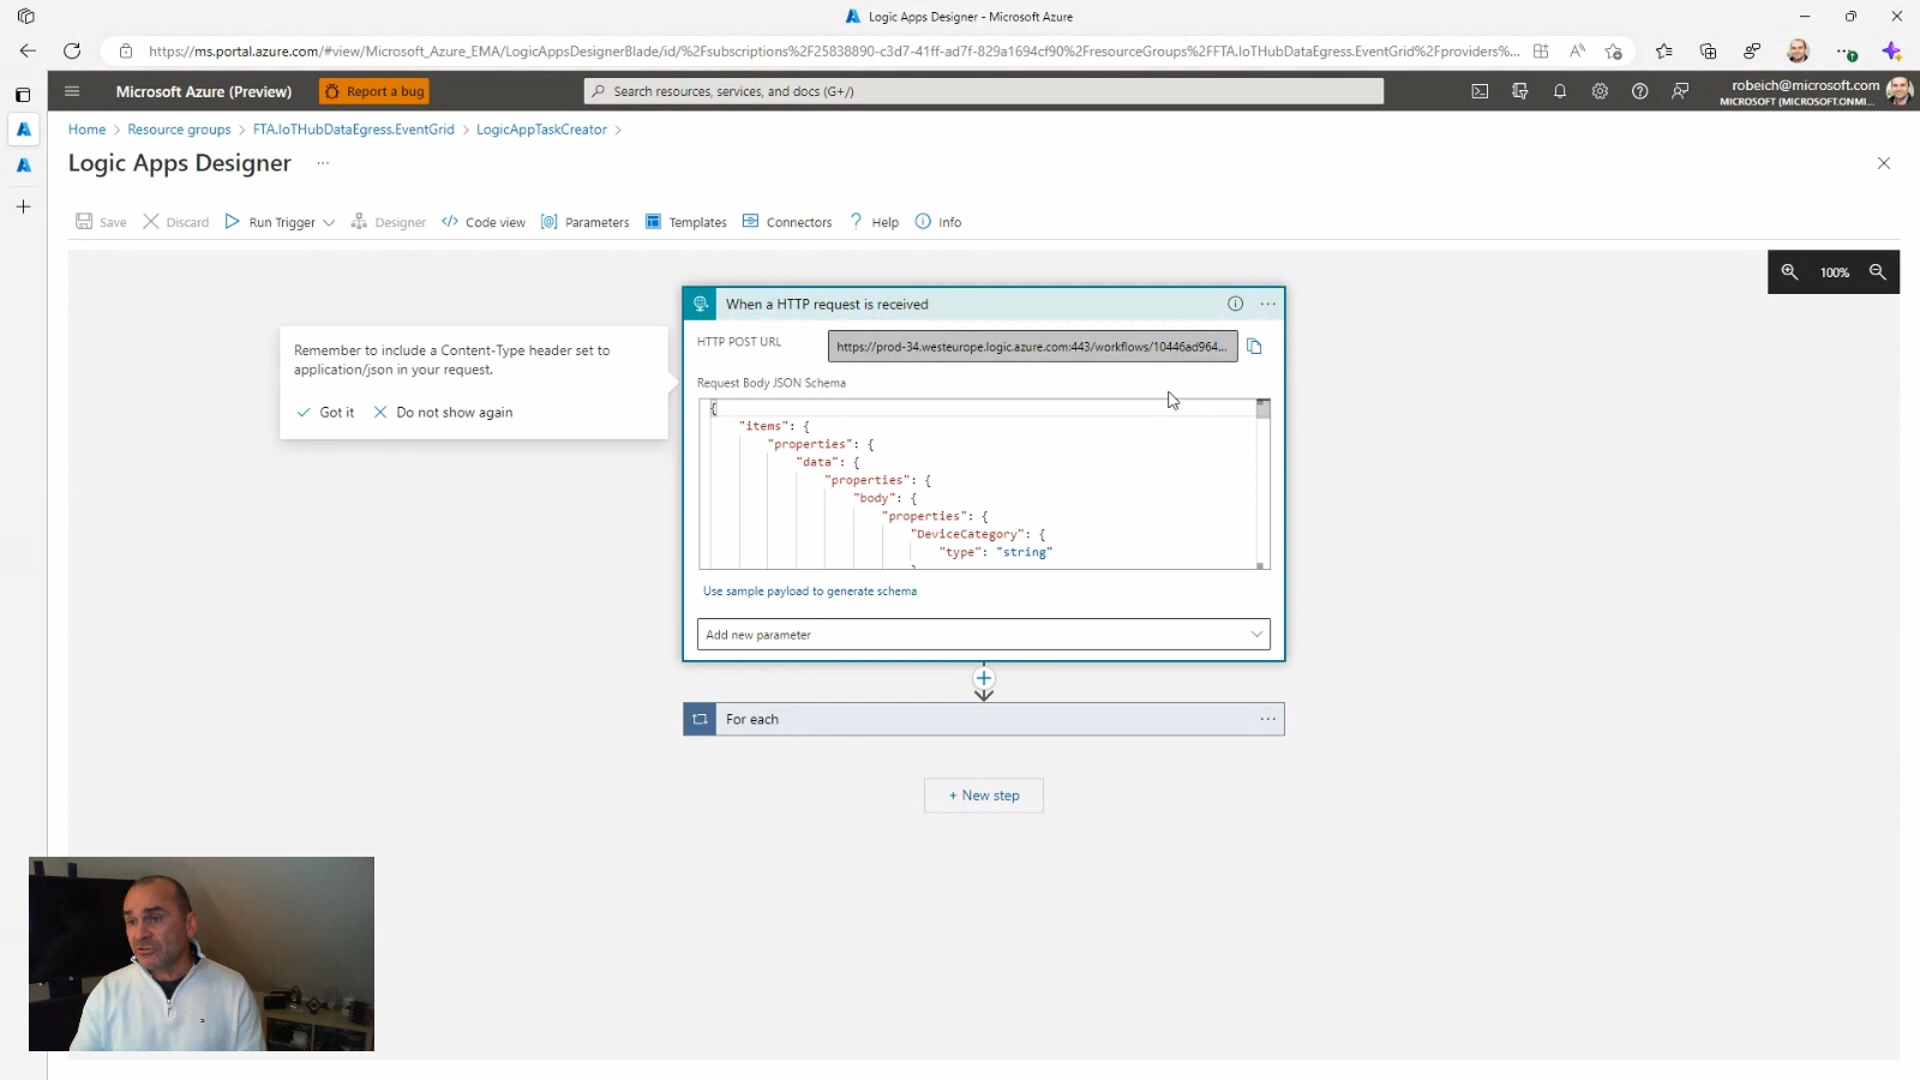 Logic Apps Designer - Microsoft Azure
https://ms.portal.azure.com/#view/Microsoft_Azure_EMA/LogicAppsDesignerBlade/id/%2Fsubscriptions%2F25838890-c3d7-41ff-ad7f-829a1694cf90%2FresourceGroups%2FFTA.IoTHubDataEgress.EventGrid%2Fproviders%...
Microsoft Azure (Preview)
Report a bug
Search resources, services, and docs (G+/)
robeich@microsoft.com
MICROSOFT (MICROSOFT.ONMI...
Home > Resource groups > FTA.IoTHubDataEgress.EventGrid > LogicAppTaskCreator >
Logic Apps Designer ...
Save Discard Run Trigger Designer Code view Parameters Templates Connectors Help Info
100%
When a HTTP request is received
Remember to include a Content-Type header set to
application/json in your request.
Got it Do not show again
HTTP POST URL
https://prod-34.westeurope.logic.azure.com:443/workflows/10446ad964...
Request Body JSON Schema
{
"items": {
"properties": {
"data": {
"properties": {
"body": {
"properties": {
"DeviceCategory": {
"type": "string"
Use sample payload to generate schema
Add new parameter
For each
+ New step